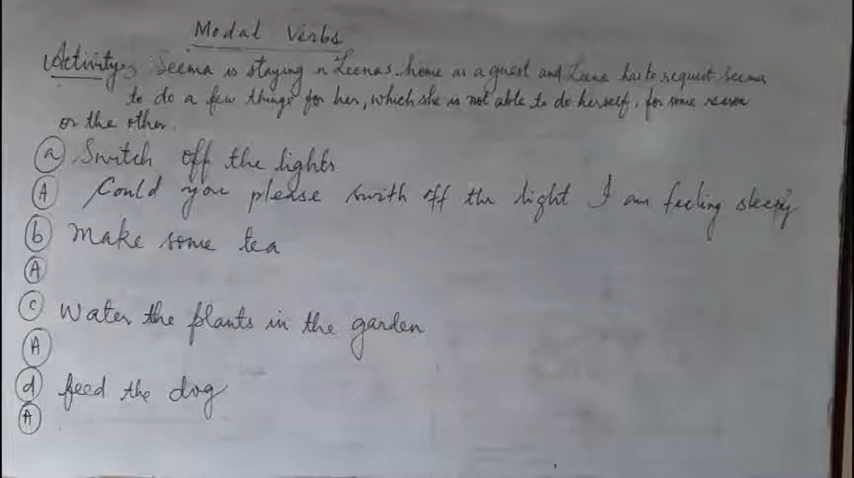 Modal Verbs
Activity:- Seema is staying n Leenas home as a guest and Leena has to request Seema
to do a few things for her, which she is not able to do herself, for some reason
or the other.
(a) Switch off the lights
(A) Could you please swith off the light I am feeling sleepy
(b) Make some tea
(A)
(c) Water the plants in the garden
(A)
(d) feed the dog
(A)